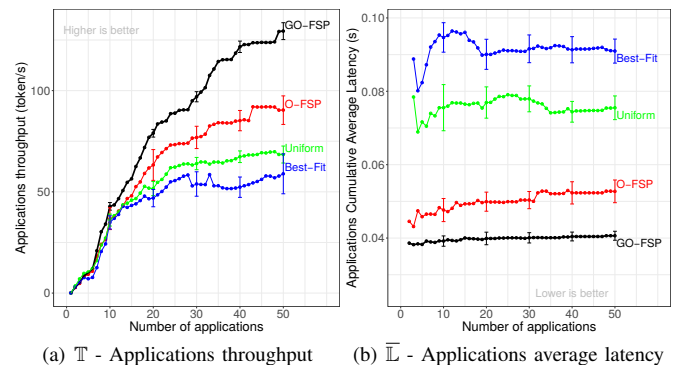 Higher is better
GO-FSP
O-FSP
Uniform
Best-Fit
Applications throughput (token/s)
0
50
100
0 10 20 30 40 50
Number of applications
(a) 𝕋 - Applications throughput
Best-Fit
Uniform
O-FSP
GO-FSP
Lower is better
Applications Cumulative Average Latency (s)
0.10
0.08
0.06
0.04
0 10 20 30 40 50
Number of applications
(b) 𝕃̅ - Applications average latency